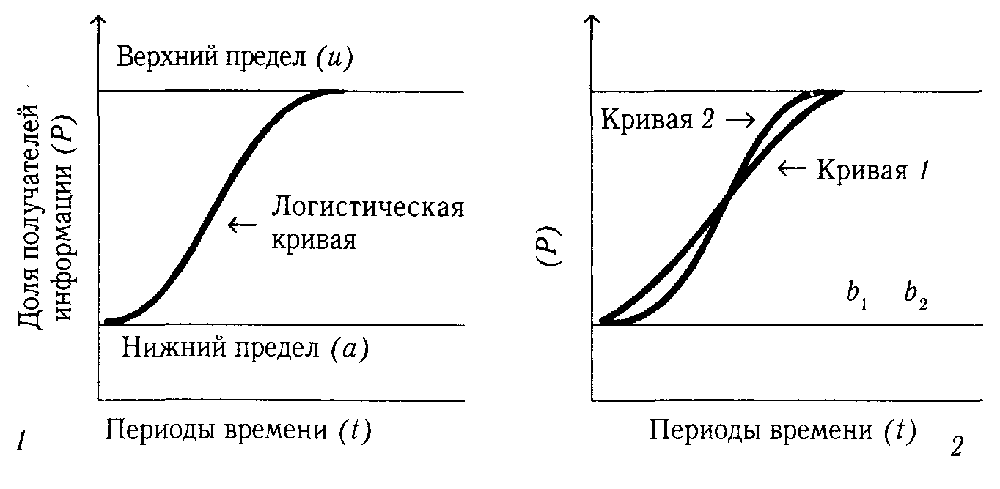 Верхний предел (u)
Доля получателей
информации (P)
Логистическая
кривая
Нижний предел (a)
Периоды времени (t)
1
Кривая 2
Кривая 1
(P)
b₁ b₂
Периоды времени (t)
2